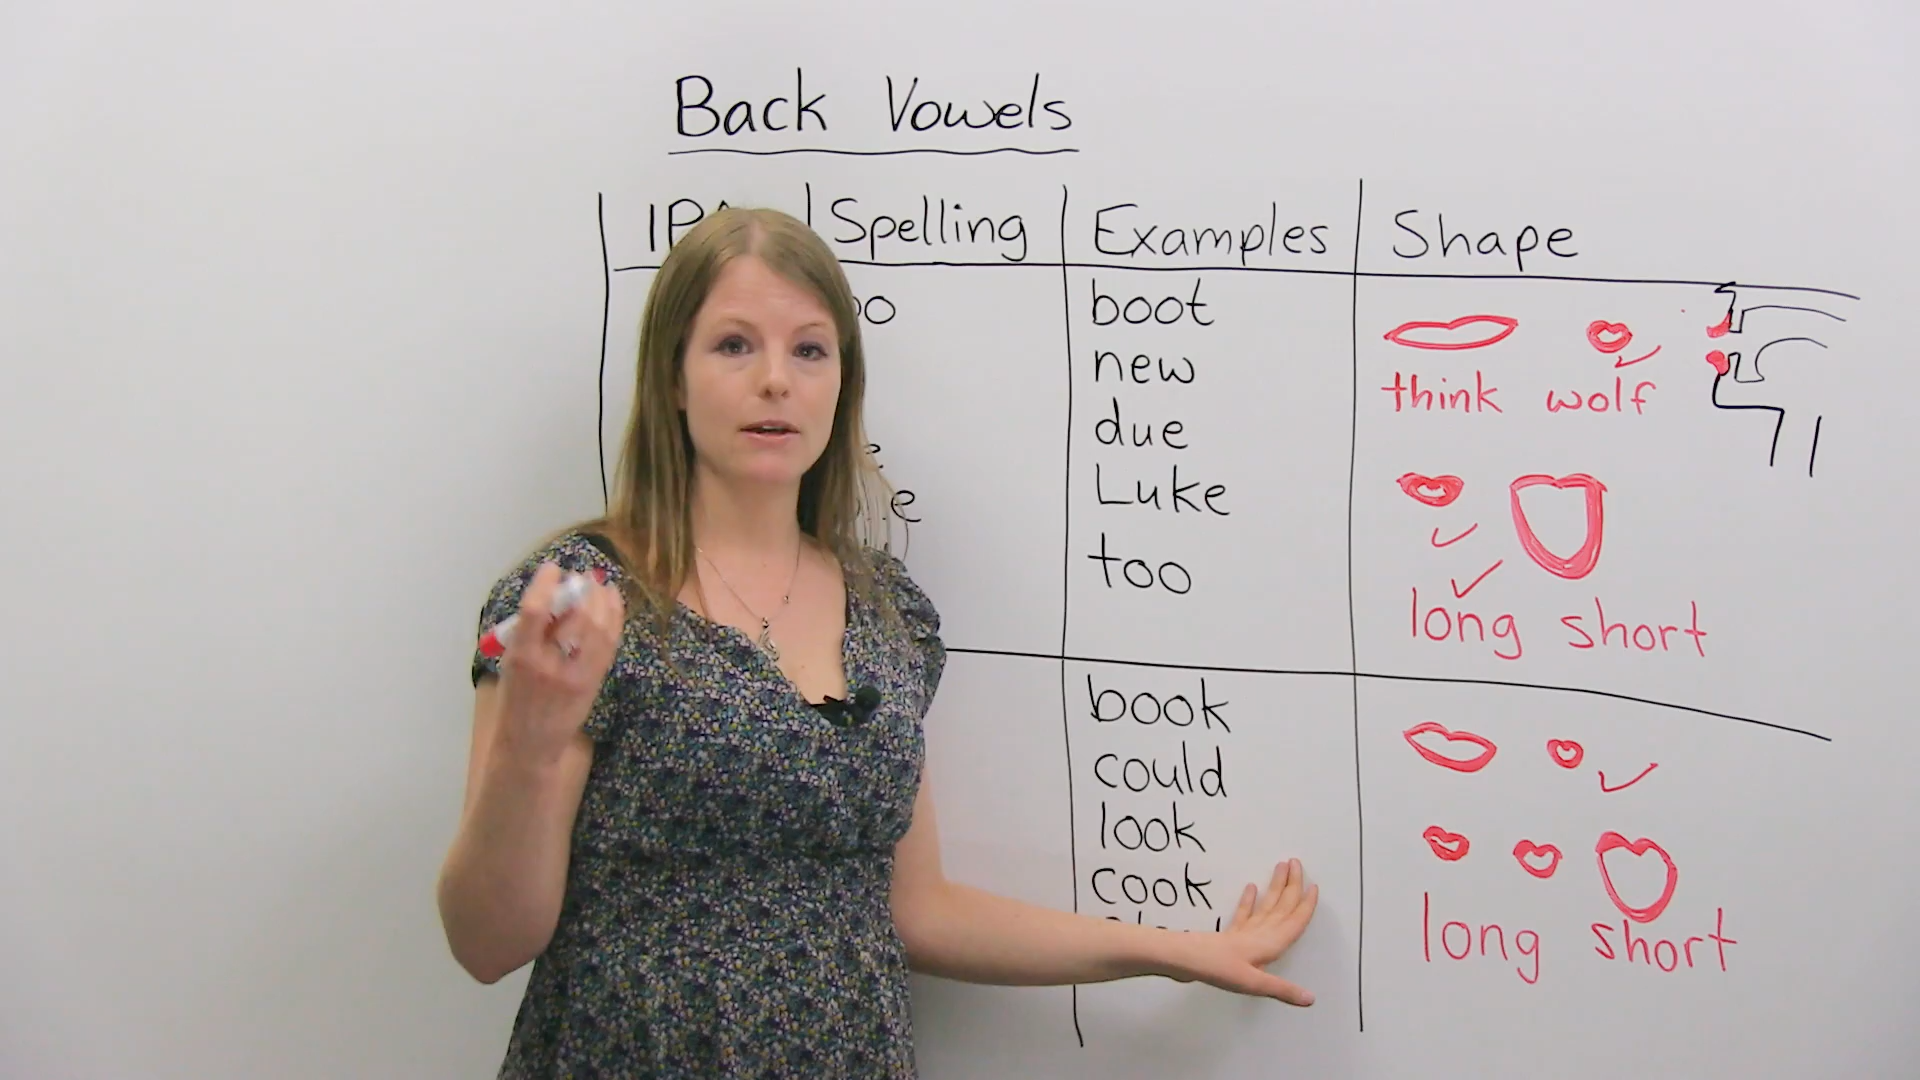 Back Vowels
Spelling Examples Shape
boot
new
due
Luke
too
think wolf
long short
book
could
look
cook
long short